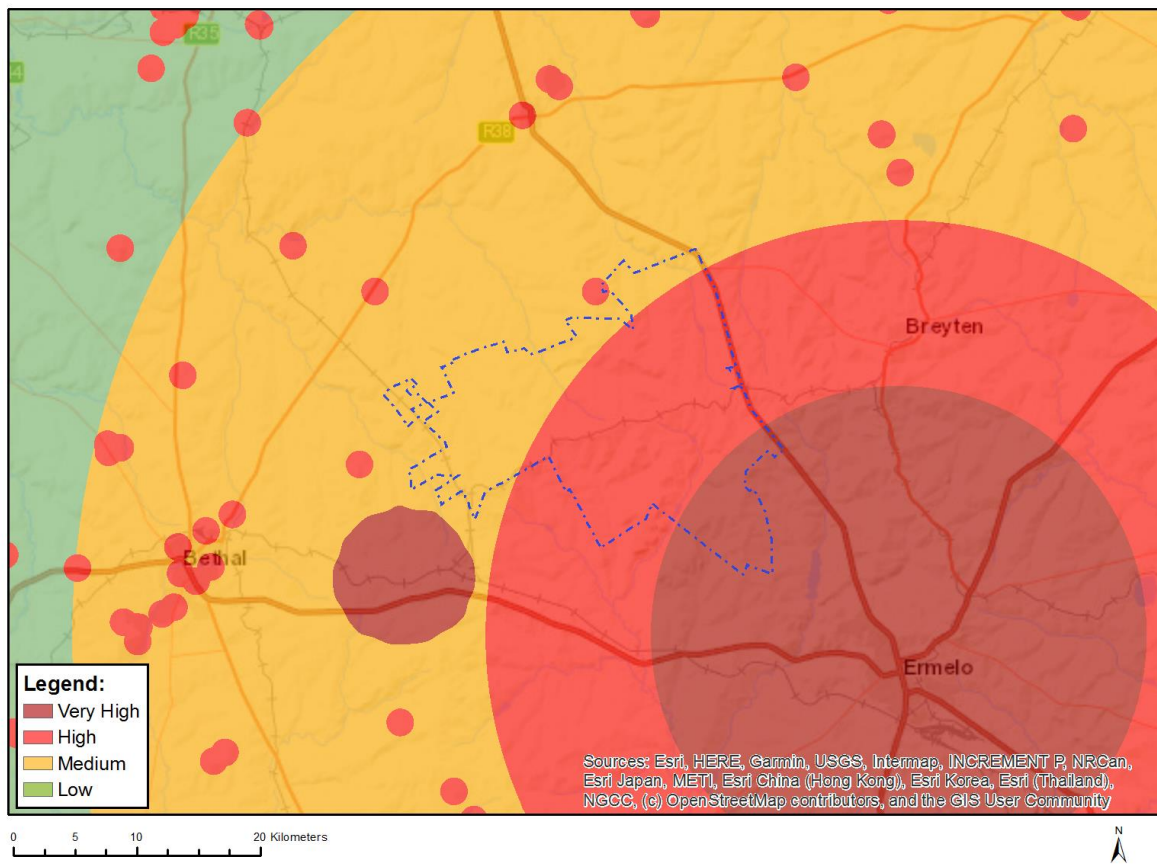 R35
4
R38
Breyten
Bethal
Ermelo
Legend:
Very High
High
Medium
Low
Sources: Esri, HERE, Garmin, USGS, Intermap, INCREMENT P, NRCan,
Esri Japan, METI, Esri China (Hong Kong), Esri Korea, Esri (Thailand),
NGCC, (c) OpenStreetMap contributors, and the GIS User Community
0 5 10 20 Kilometers
N